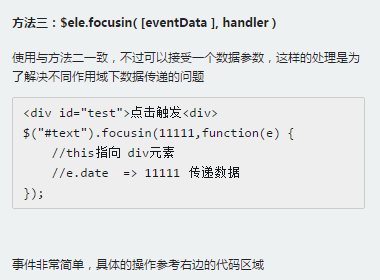 方法三：$ele.focusin( [eventData ], handler )
使用与方法二一致，不过可以接受一个数据参数，这样的处理是为
了解决不同作用域下数据传递的问题
<div id="test">点击触发<div>
$("#text").focusin(11111,function(e) {
//this指向 div元素
//e.date  => 11111 传递数据
});
事件非常简单，具体的操作参考右边的代码区域